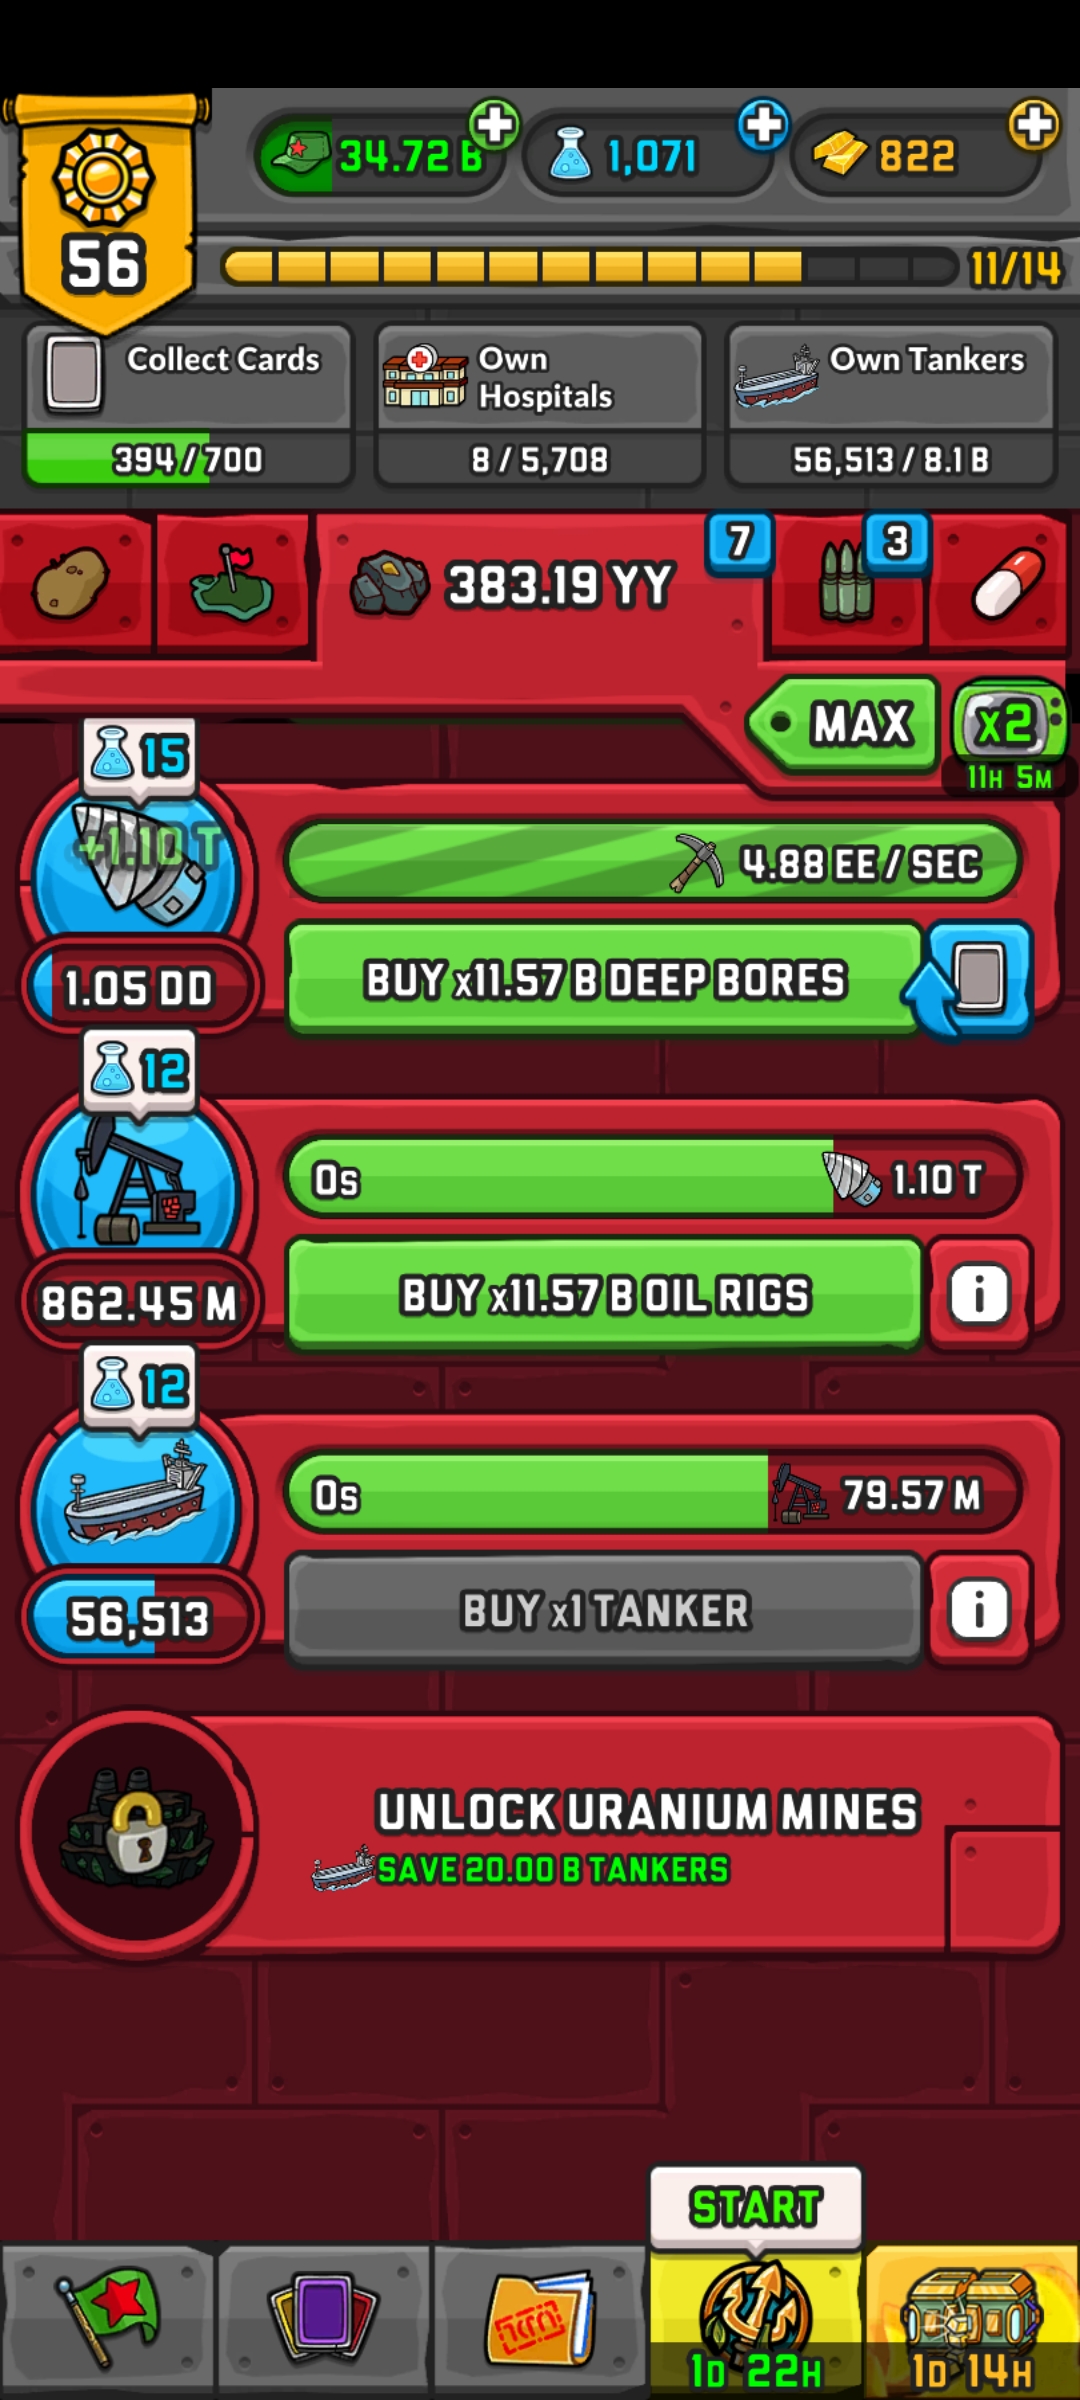 56
34.72 B
1,071
822
11/14
Collect Cards
394/700
Own
Hospitals
8/5,708
Own Tankers
56,513/8.1 B
383.19 YY
7
3
MAX
x2
11H 5M
15
+1.10 T
4.88 EE/SEC
1.05 DD
BUY x11.57 B DEEP BORES
12
0s
1.10 T
862.45 M
BUY x11.57 B OIL RIGS
i
12
0s
79.57 M
56,513
BUY x1 TANKER
i
UNLOCK URANIUM MINES
SAVE 20.00 B TANKERS
START
1D 22H
1D 14H